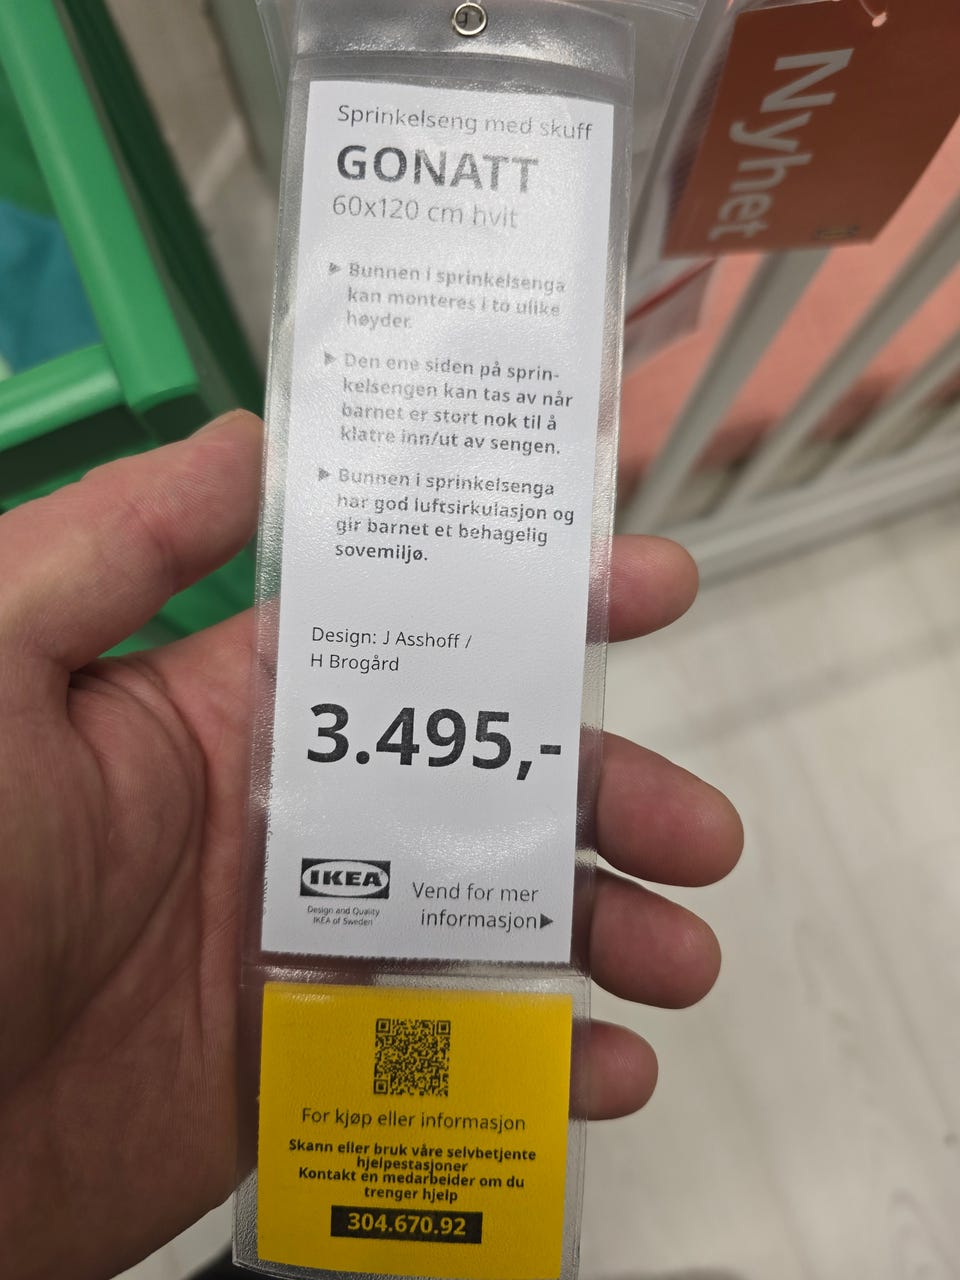 Sprinkelseng med skuff
GONATT
60x120 cm hvit
Bunnen i sprinkelsenga
kan monteres i to ulike
høyder.
Den ene siden på sprin-
kelsengen kan tas av når
barnet er stort nok til å
klatre inn/ut av sengen.
Bunnen i sprinkelsenga
har god luftsirkulasjon og
gir barnet et behagelig
sovemiljø.
Design: J Asshoff /
H Brogård
3.495,-
IKEA
Design and Quality
IKEA of Sweden
Vend for mer
informasjon
For kjøp eller informasjon
Skann eller bruk våre selvbetjente
hjelpestasjoner
Kontakt en medarbeider om du
trenger hjelp
304.670.92
Nyhet